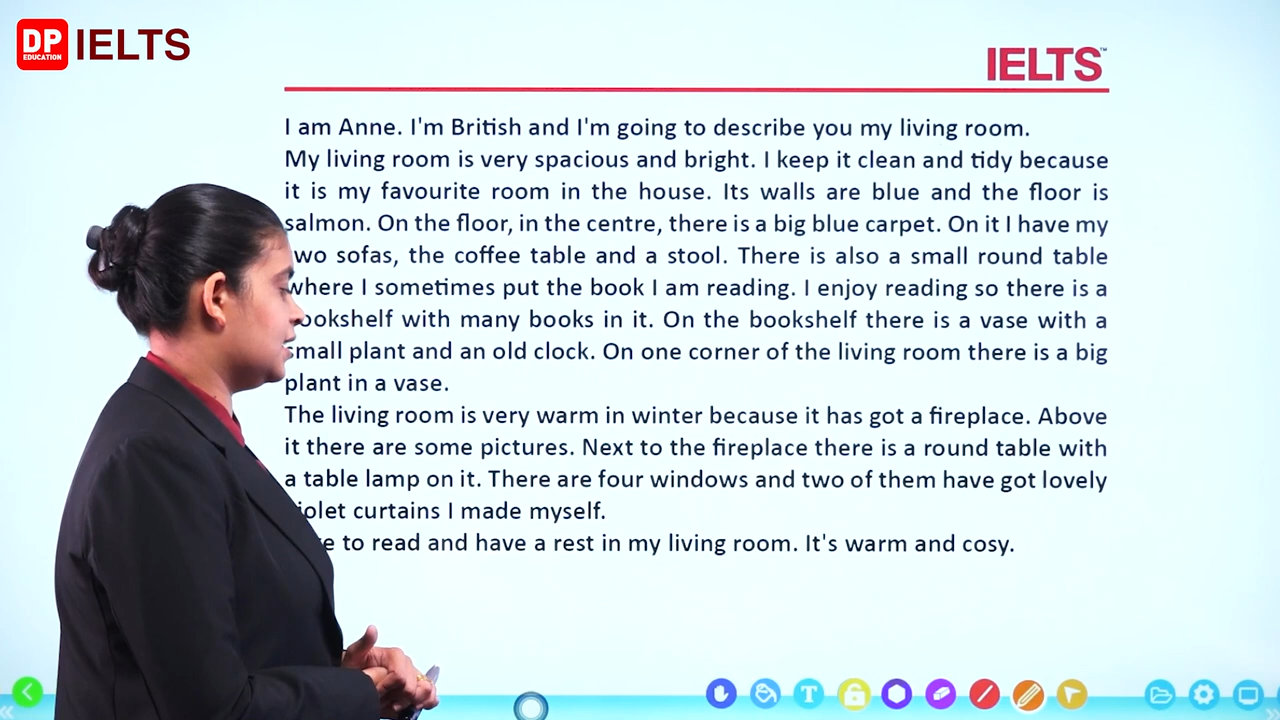 DP
EDUCATION
IELTS
IELTS™
I am Anne. I'm British and I'm going to describe you my living room.
My living room is very spacious and bright. I keep it clean and tidy because
it is my favourite room in the house. Its walls are blue and the floor is
salmon. On the floor, in the centre, there is a big blue carpet. On it I have my
two sofas, the coffee table and a stool. There is also a small round table
where I sometimes put the book I am reading. I enjoy reading so there is a
bookshelf with many books in it. On the bookshelf there is a vase with a
small plant and an old clock. On one corner of the living room there is a big
plant in a vase.
The living room is very warm in winter because it has got a fireplace. Above
it there are some pictures. Next to the fireplace there is a round table with
a table lamp on it. There are four windows and two of them have got lovely
violet curtains I made myself.
to read and have a rest in my living room. It's warm and cosy.
T